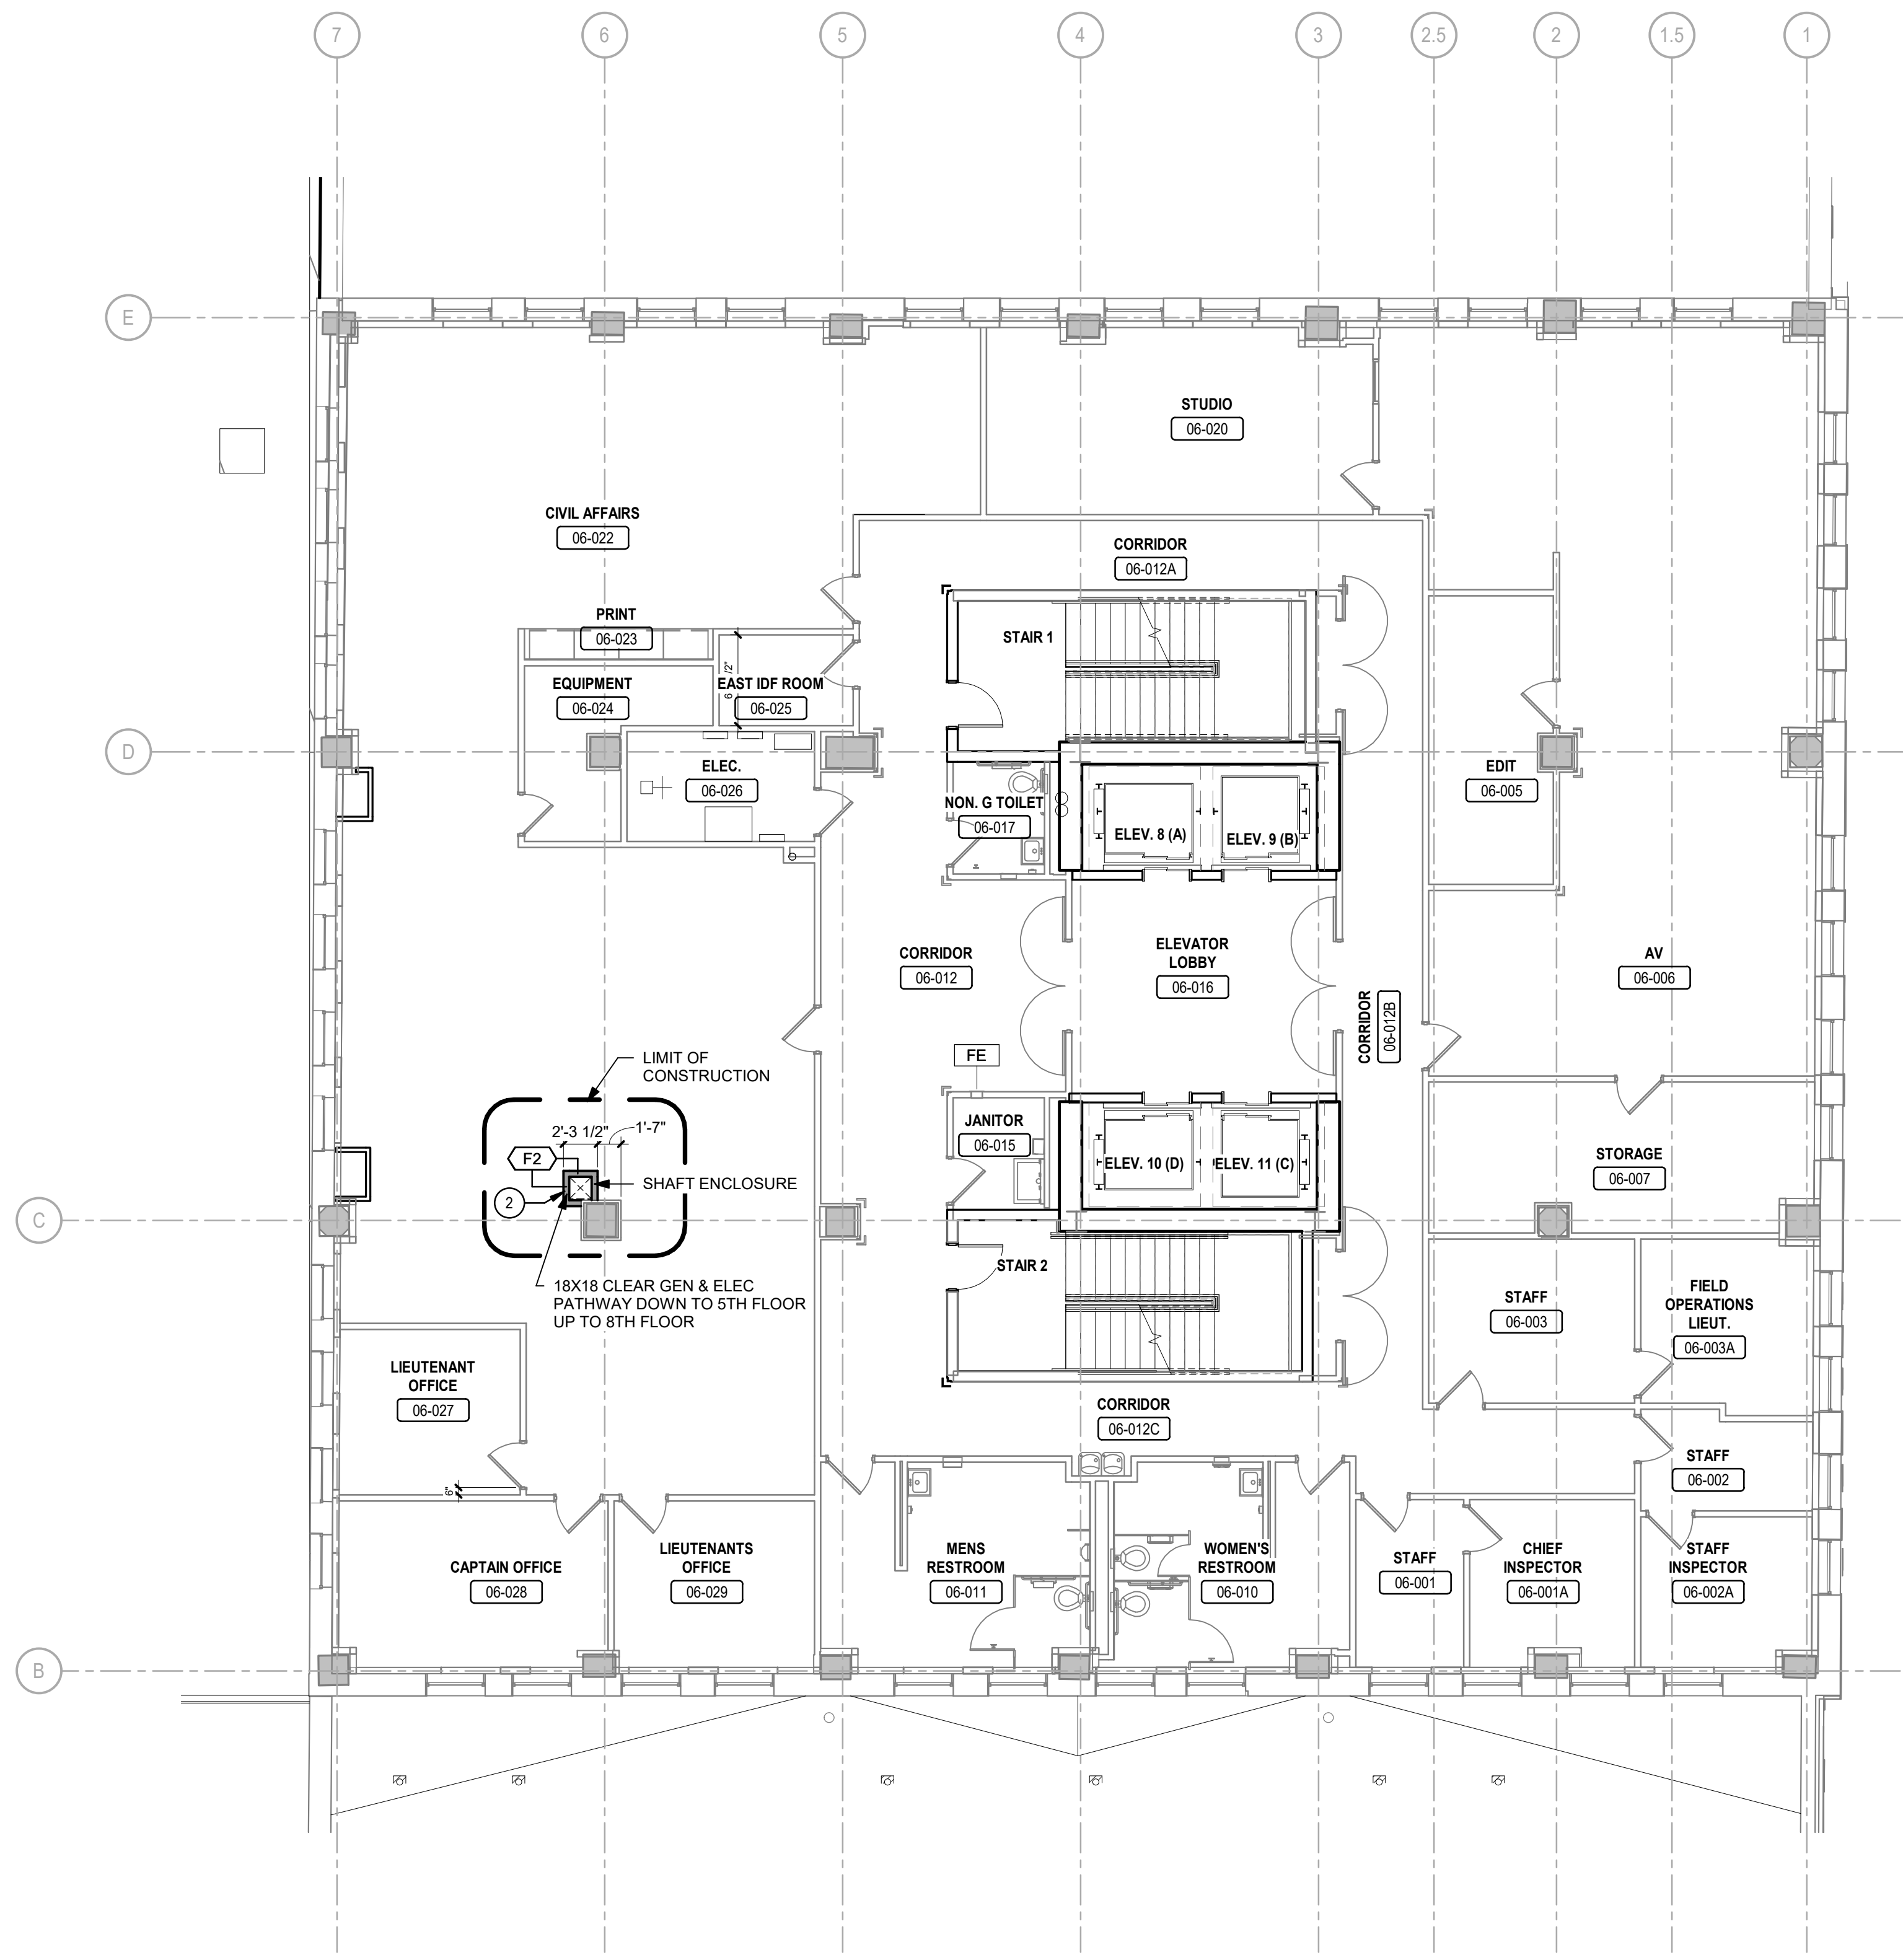 7
6
5
4
3
2.5
2
1.5
1
E
STUDIO
06-020
CIVIL AFFAIRS
06-022
CORRIDOR
06-012A
PRINT
06-023
STAIR 1
EQUIPMENT
06-024
EAST IDF ROOM
06-025
D
ELEC.
06-026
EDIT
06-005
NON. G TOILET
06-017
ELEV. 8 (A)
ELEV. 9 (B)
CORRIDOR
06-012
ELEVATOR
LOBBY
06-016
AV
06-006
CORRIDOR
06-012B
FE
LIMIT OF
CONSTRUCTION
2'-3 1/2"
1'-7"
F2
SHAFT ENCLOSURE
2
JANITOR
06-015
ELEV. 10 (D)
ELEV. 11 (C)
STORAGE
06-007
C
18X18 CLEAR GEN & ELEC
PATHWAY DOWN TO 5TH FLOOR
UP TO 8TH FLOOR
STAIR 2
STAFF
06-003
FIELD
OPERATIONS
LIEUT.
06-003A
LIEUTENANT
OFFICE
06-027
CORRIDOR
06-012C
STAFF
06-002
6"
CAPTAIN OFFICE
06-028
LIEUTENANTS
OFFICE
06-029
MENS
RESTROOM
06-011
WOMEN'S
RESTROOM
06-010
STAFF
06-001
CHIEF
INSPECTOR
06-001A
STAFF
INSPECTOR
06-002A
B